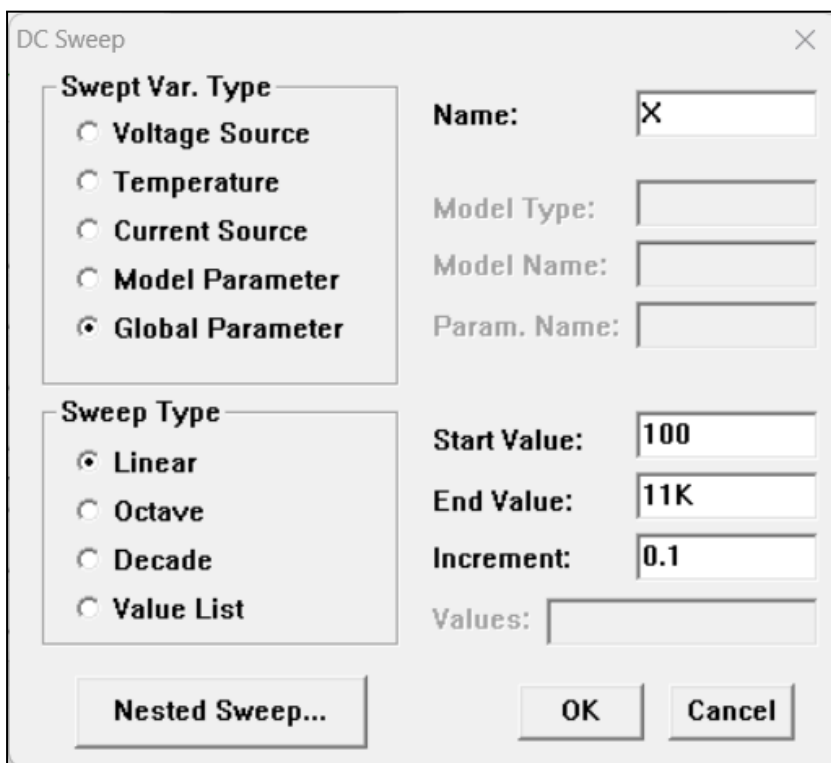 DC Sweep
Swept Var. Type
Voltage Source
Temperature
Current Source
Model Parameter
Global Parameter
Name: X
Model Type:
Model Name:
Param. Name:
Sweep Type
Linear
Octave
Decade
Value List
Start Value: 100
End Value: 11K
Increment: 0.1
Values:
Nested Sweep...
OK
Cancel